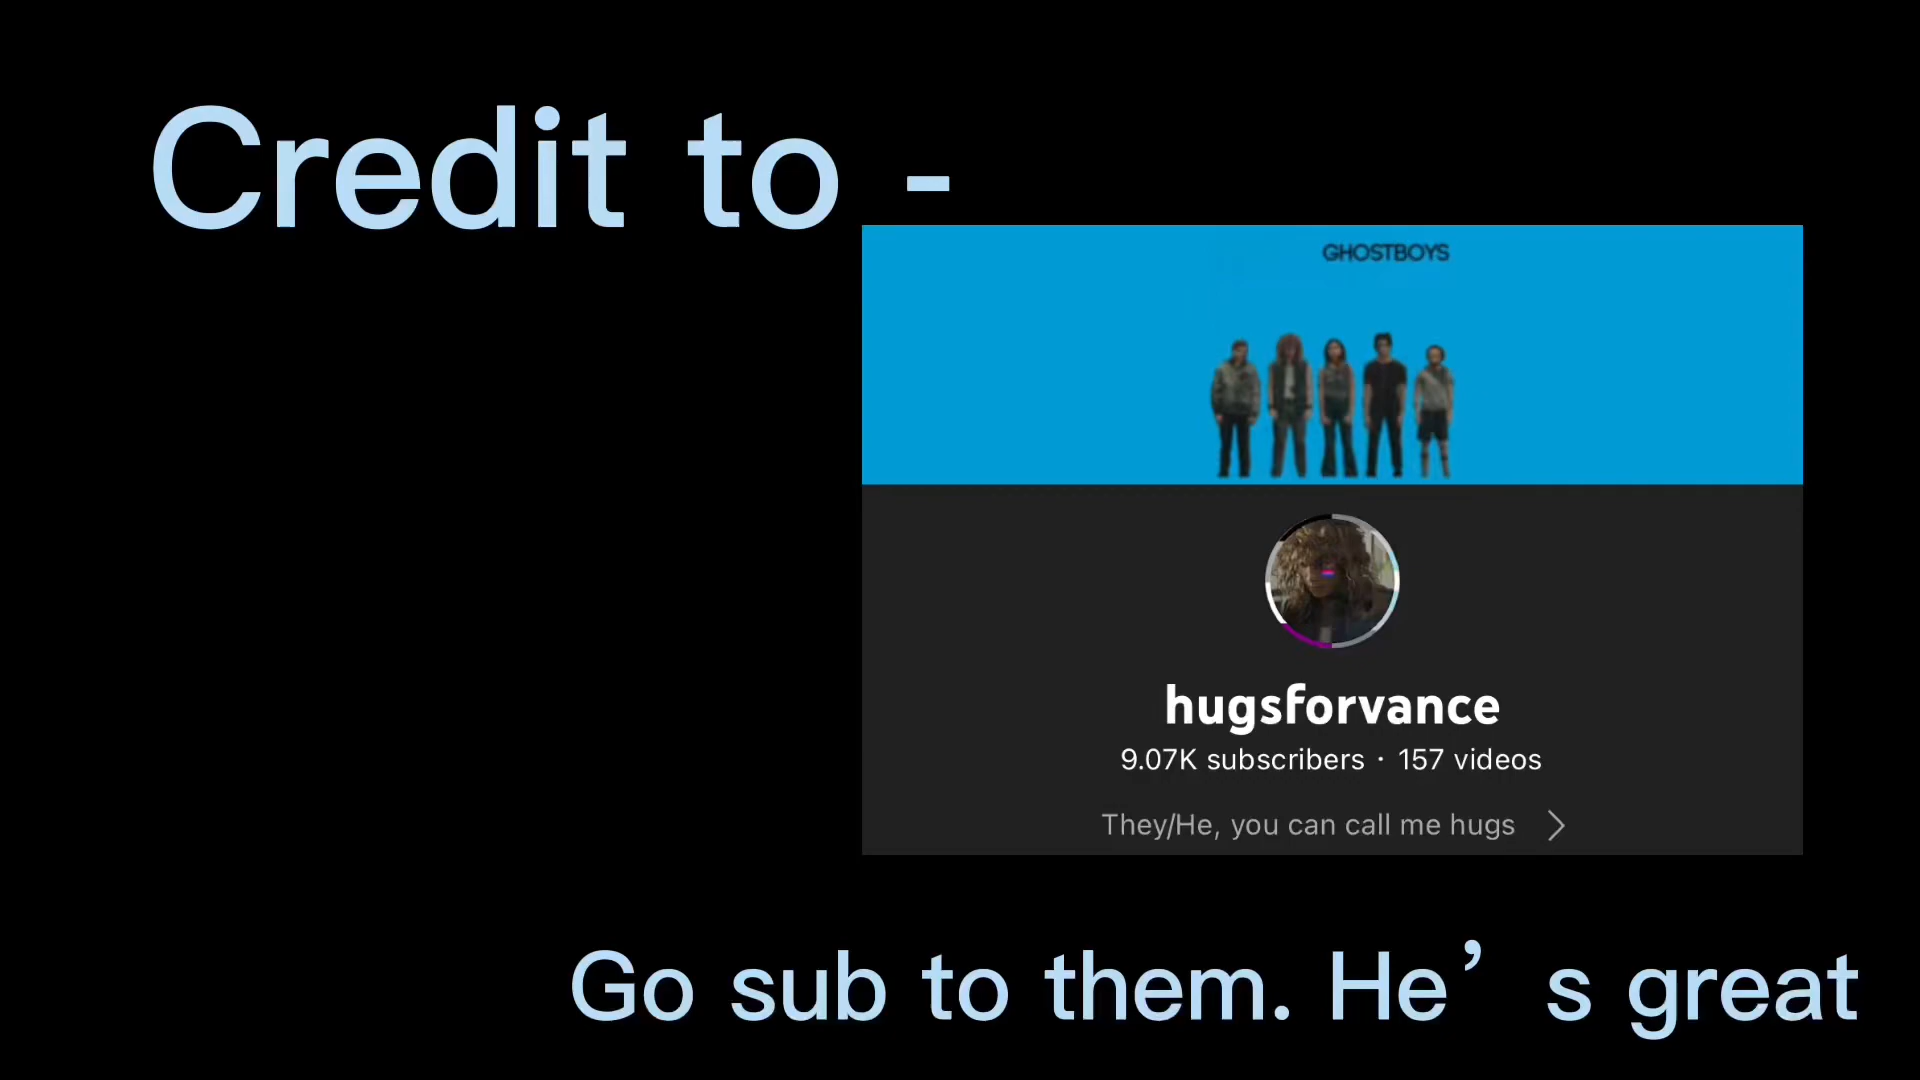 Credit to -
GHOSTBOYS
hugsforvance
9.07K subscribers · 157 videos
They/He, you can call me hugs
Go sub to them. He’s great